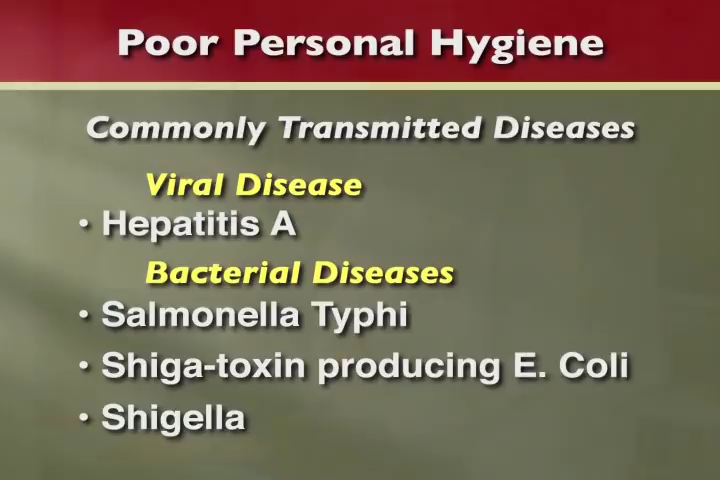 Poor Personal Hygiene
Commonly Transmitted Diseases
Viral Disease
• Hepatitis A
Bacterial Diseases
• Salmonella Typhi
• Shiga-toxin producing E. Coli
• Shigella